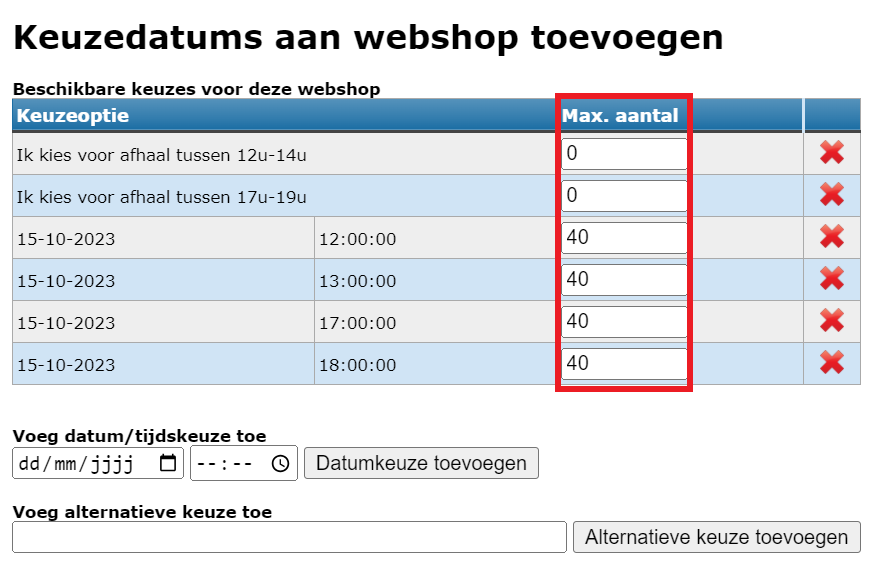 Keuzedatums aan webshop toevoegen
Beschikbare keuzes voor deze webshop
Keuzeoptie Max. aantal
Ik kies voor afhaal tussen 12u-14u 0
Ik kies voor afhaal tussen 17u-19u 0
15-10-2023 12:00:00 40
15-10-2023 13:00:00 40
15-10-2023 17:00:00 40
15-10-2023 18:00:00 40
Voeg datum/tijdskeuze toe
dd/mm/jjjj --:-- Datumkeuze toevoegen
Voeg alternatieve keuze toe
Alternatieve keuze toevoegen